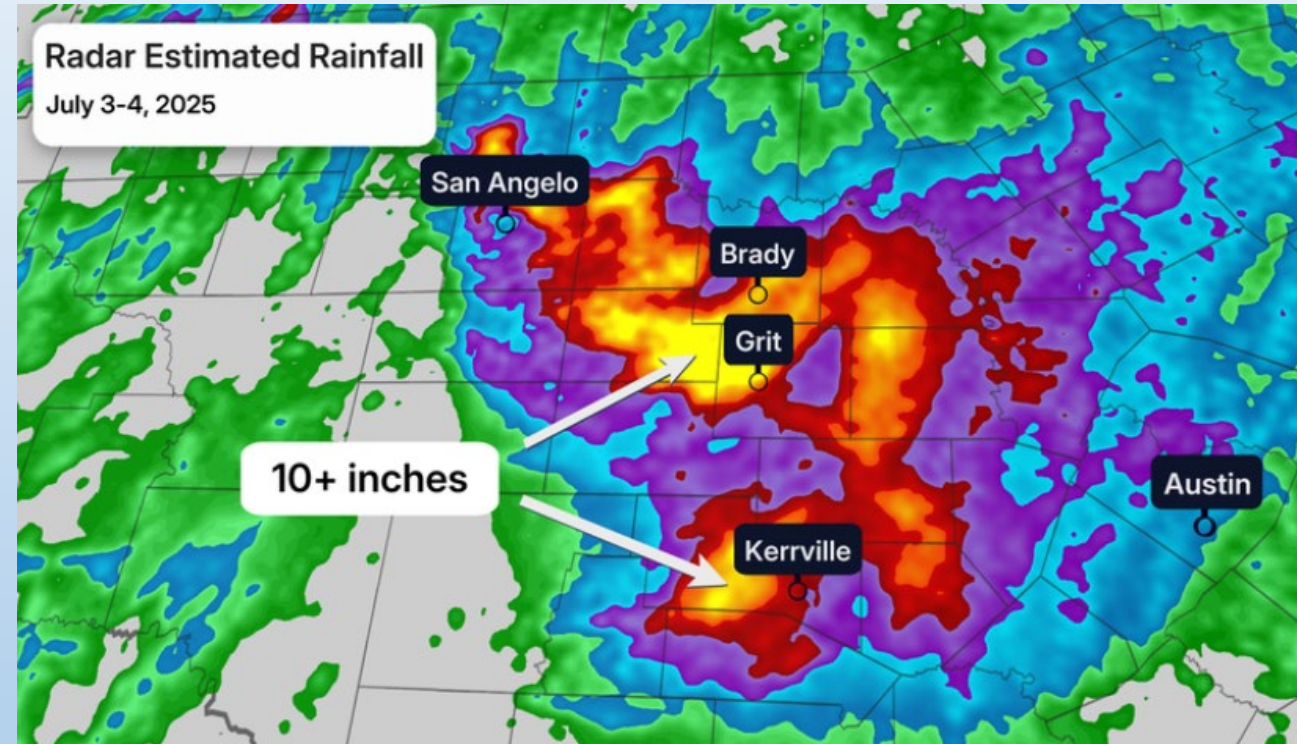 Radar Estimated Rainfall
July 3-4, 2025
San Angelo
Brady
Grit
10+ inches
Austin
Kerrville